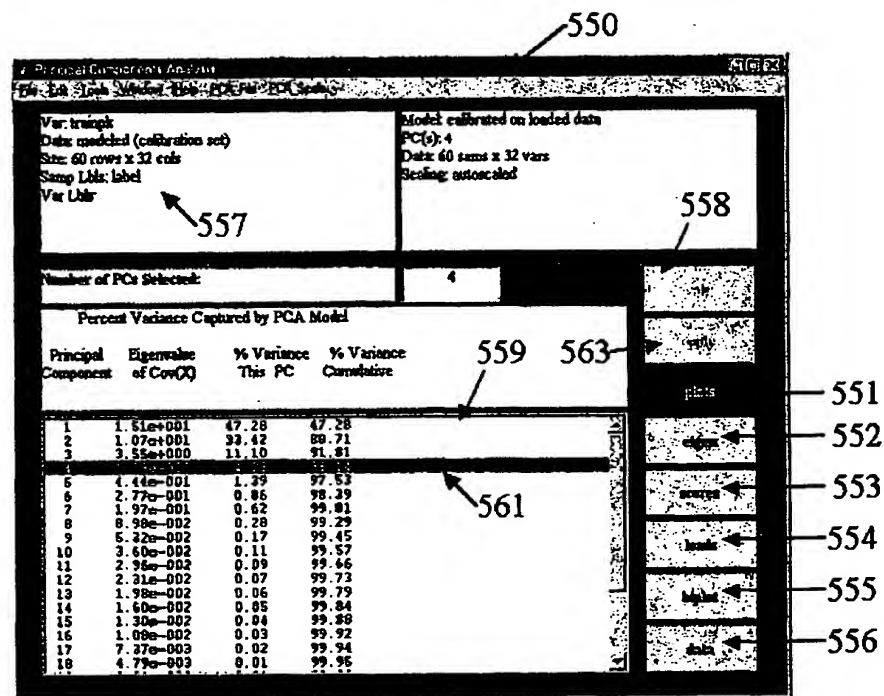 550
Principal Components Analysis
File Edit Tools Window Help PCA_File PCA_Scale
Var: trainpk
Data: modeled (calibration set)
Size: 60 rows x 32 cols
Samp Lbls: label
Var Lbls
557
Model: calibrated on loaded data
PC(s): 4
Data: 60 sams x 32 vars
Scaling: autoscaled
558
Number of PCs Selected: 4
Percent Variance Captured by PCA Model
Principal Component Eigenvalue of Cov(X) % Variance This PC % Variance Cumulative
559
563
1 1.51e+001 47.28 47.28
2 1.07e+001 33.42 80.71
3 3.55e+000 11.10 91.81
5 4.44e-001 1.39 97.53
6 2.77e-001 0.86 98.39
7 1.97e-001 0.62 99.01
8 8.98e-002 0.28 99.29
9 5.32e-002 0.17 99.45
10 3.60e-002 0.11 99.57
11 2.96e-002 0.09 99.66
12 2.31e-002 0.07 99.73
13 1.98e-002 0.06 99.79
14 1.60e-002 0.05 99.84
15 1.30e-002 0.04 99.88
16 1.08e-002 0.03 99.92
17 7.37e-003 0.02 99.94
18 4.79e-003 0.01 99.96
561
plots 551
eigen 552
scores 553
loads 554
biplot 555
data 556